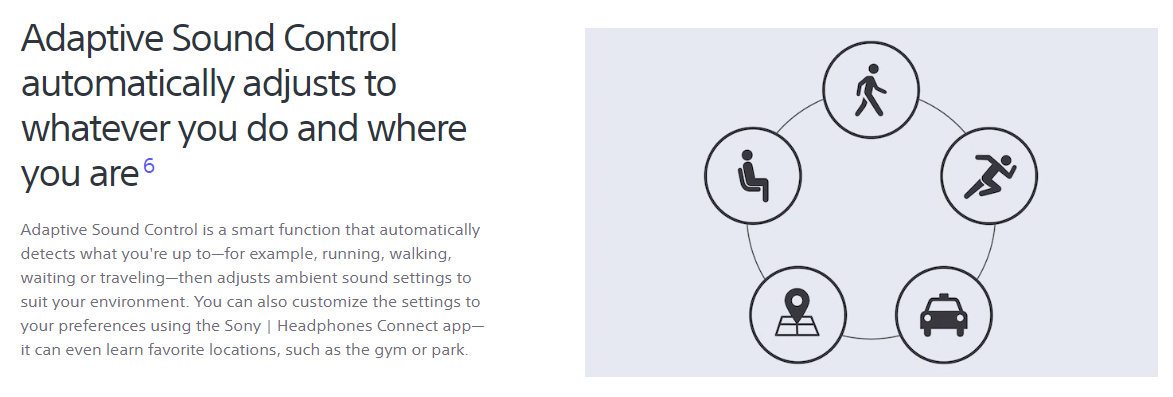 Adaptive Sound Control
automatically adjusts to
whatever you do and where
you are 6
Adaptive Sound Control is a smart function that automatically
detects what you're up to—for example, running, walking,
waiting or traveling—then adjusts ambient sound settings to
suit your environment. You can also customize the settings to
your preferences using the Sony | Headphones Connect app—
it can even learn favorite locations, such as the gym or park.